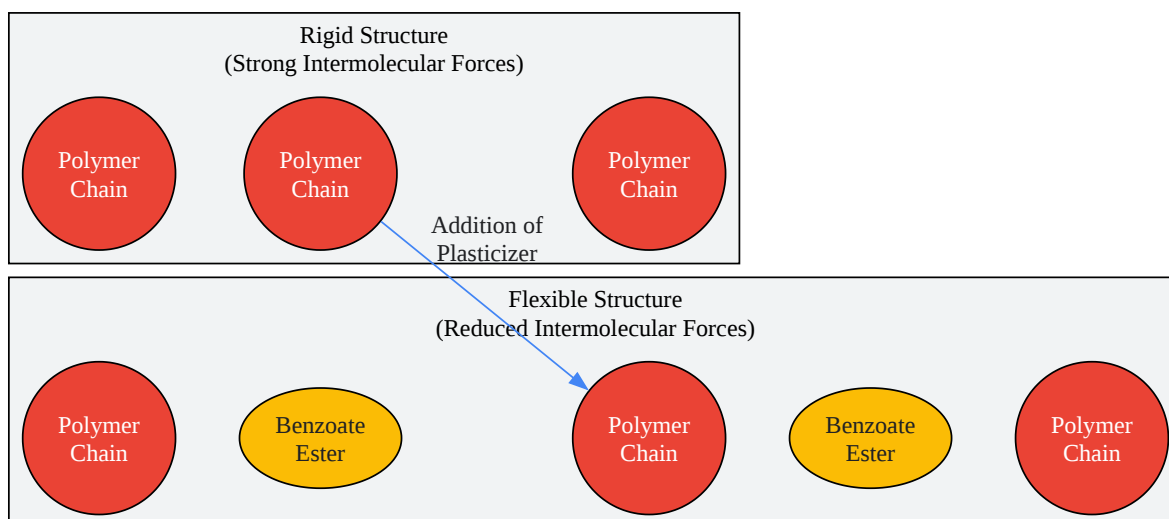 Rigid Structure
(Strong Intermolecular Forces)
Polymer
Chain
Polymer
Chain
Polymer
Chain
Addition of
Plasticizer
Flexible Structure
(Reduced Intermolecular Forces)
Polymer
Chain
Benzoate
Ester
Polymer
Chain
Benzoate
Ester
Polymer
Chain